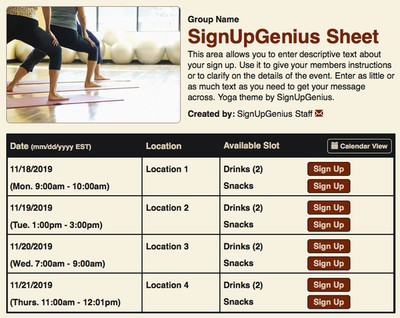 Group Name
SignUpGenius Sheet
This area allows you to enter descriptive text about
your sign up. Use it to give your members instructions
or to clarify on the details of the event. Enter as little or
as much text as you need to get your message
across. Yoga theme by SignUpGenius.
Created by: SignUpGenius Staff
Date (mm/dd/yyyy EST) Location Available Slot Calendar View
11/18/2019 Location 1 Drinks (2) Sign Up
(Mon. 9:00am - 10:00am) Snacks Sign Up
11/19/2019 Location 2 Drinks (2) Sign Up
(Tue. 1:00pm - 3:00pm) Snacks Sign Up
11/20/2019 Location 3 Drinks (2) Sign Up
(Wed. 7:00am - 9:00am) Snacks Sign Up
11/21/2019 Location 4 Drinks (2) Sign Up
(Thurs. 11:00am - 12:01pm) Snacks Sign Up